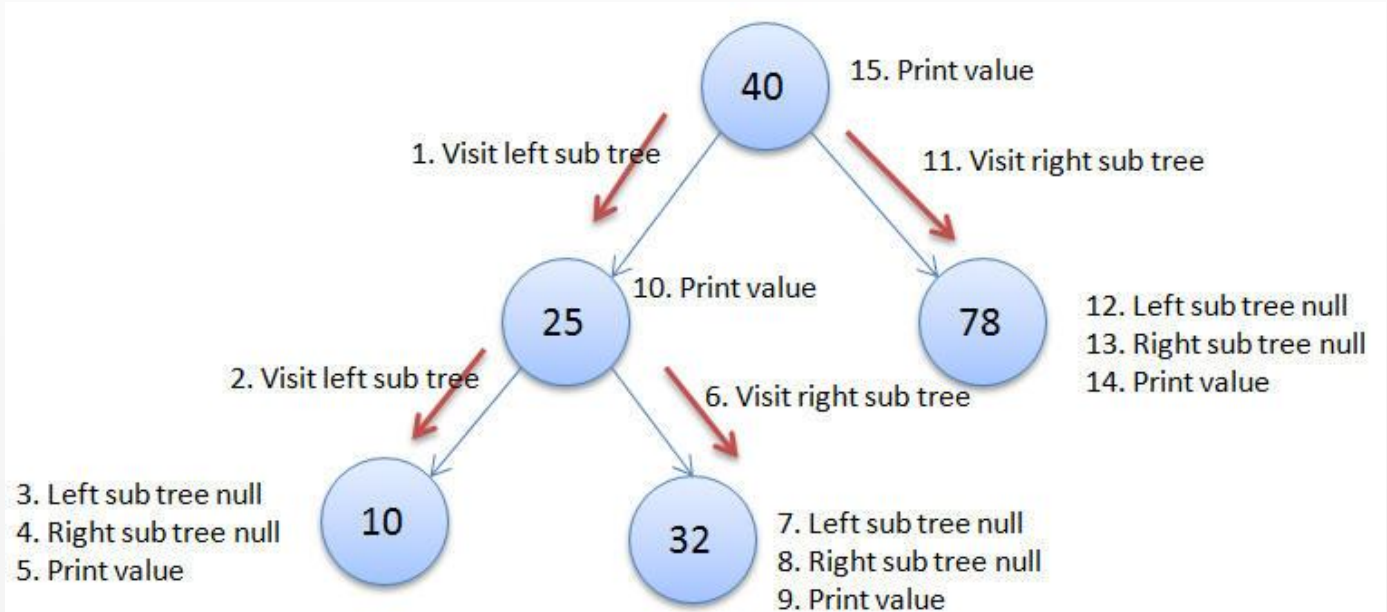 40
15. Print value
1. Visit left sub tree
11. Visit right sub tree
25
10. Print value
78
12. Left sub tree null
13. Right sub tree null
14. Print value
2. Visit left sub tree
6. Visit right sub tree
3. Left sub tree null
4. Right sub tree null
5. Print value
10
32
7. Left sub tree null
8. Right sub tree null
9. Print value